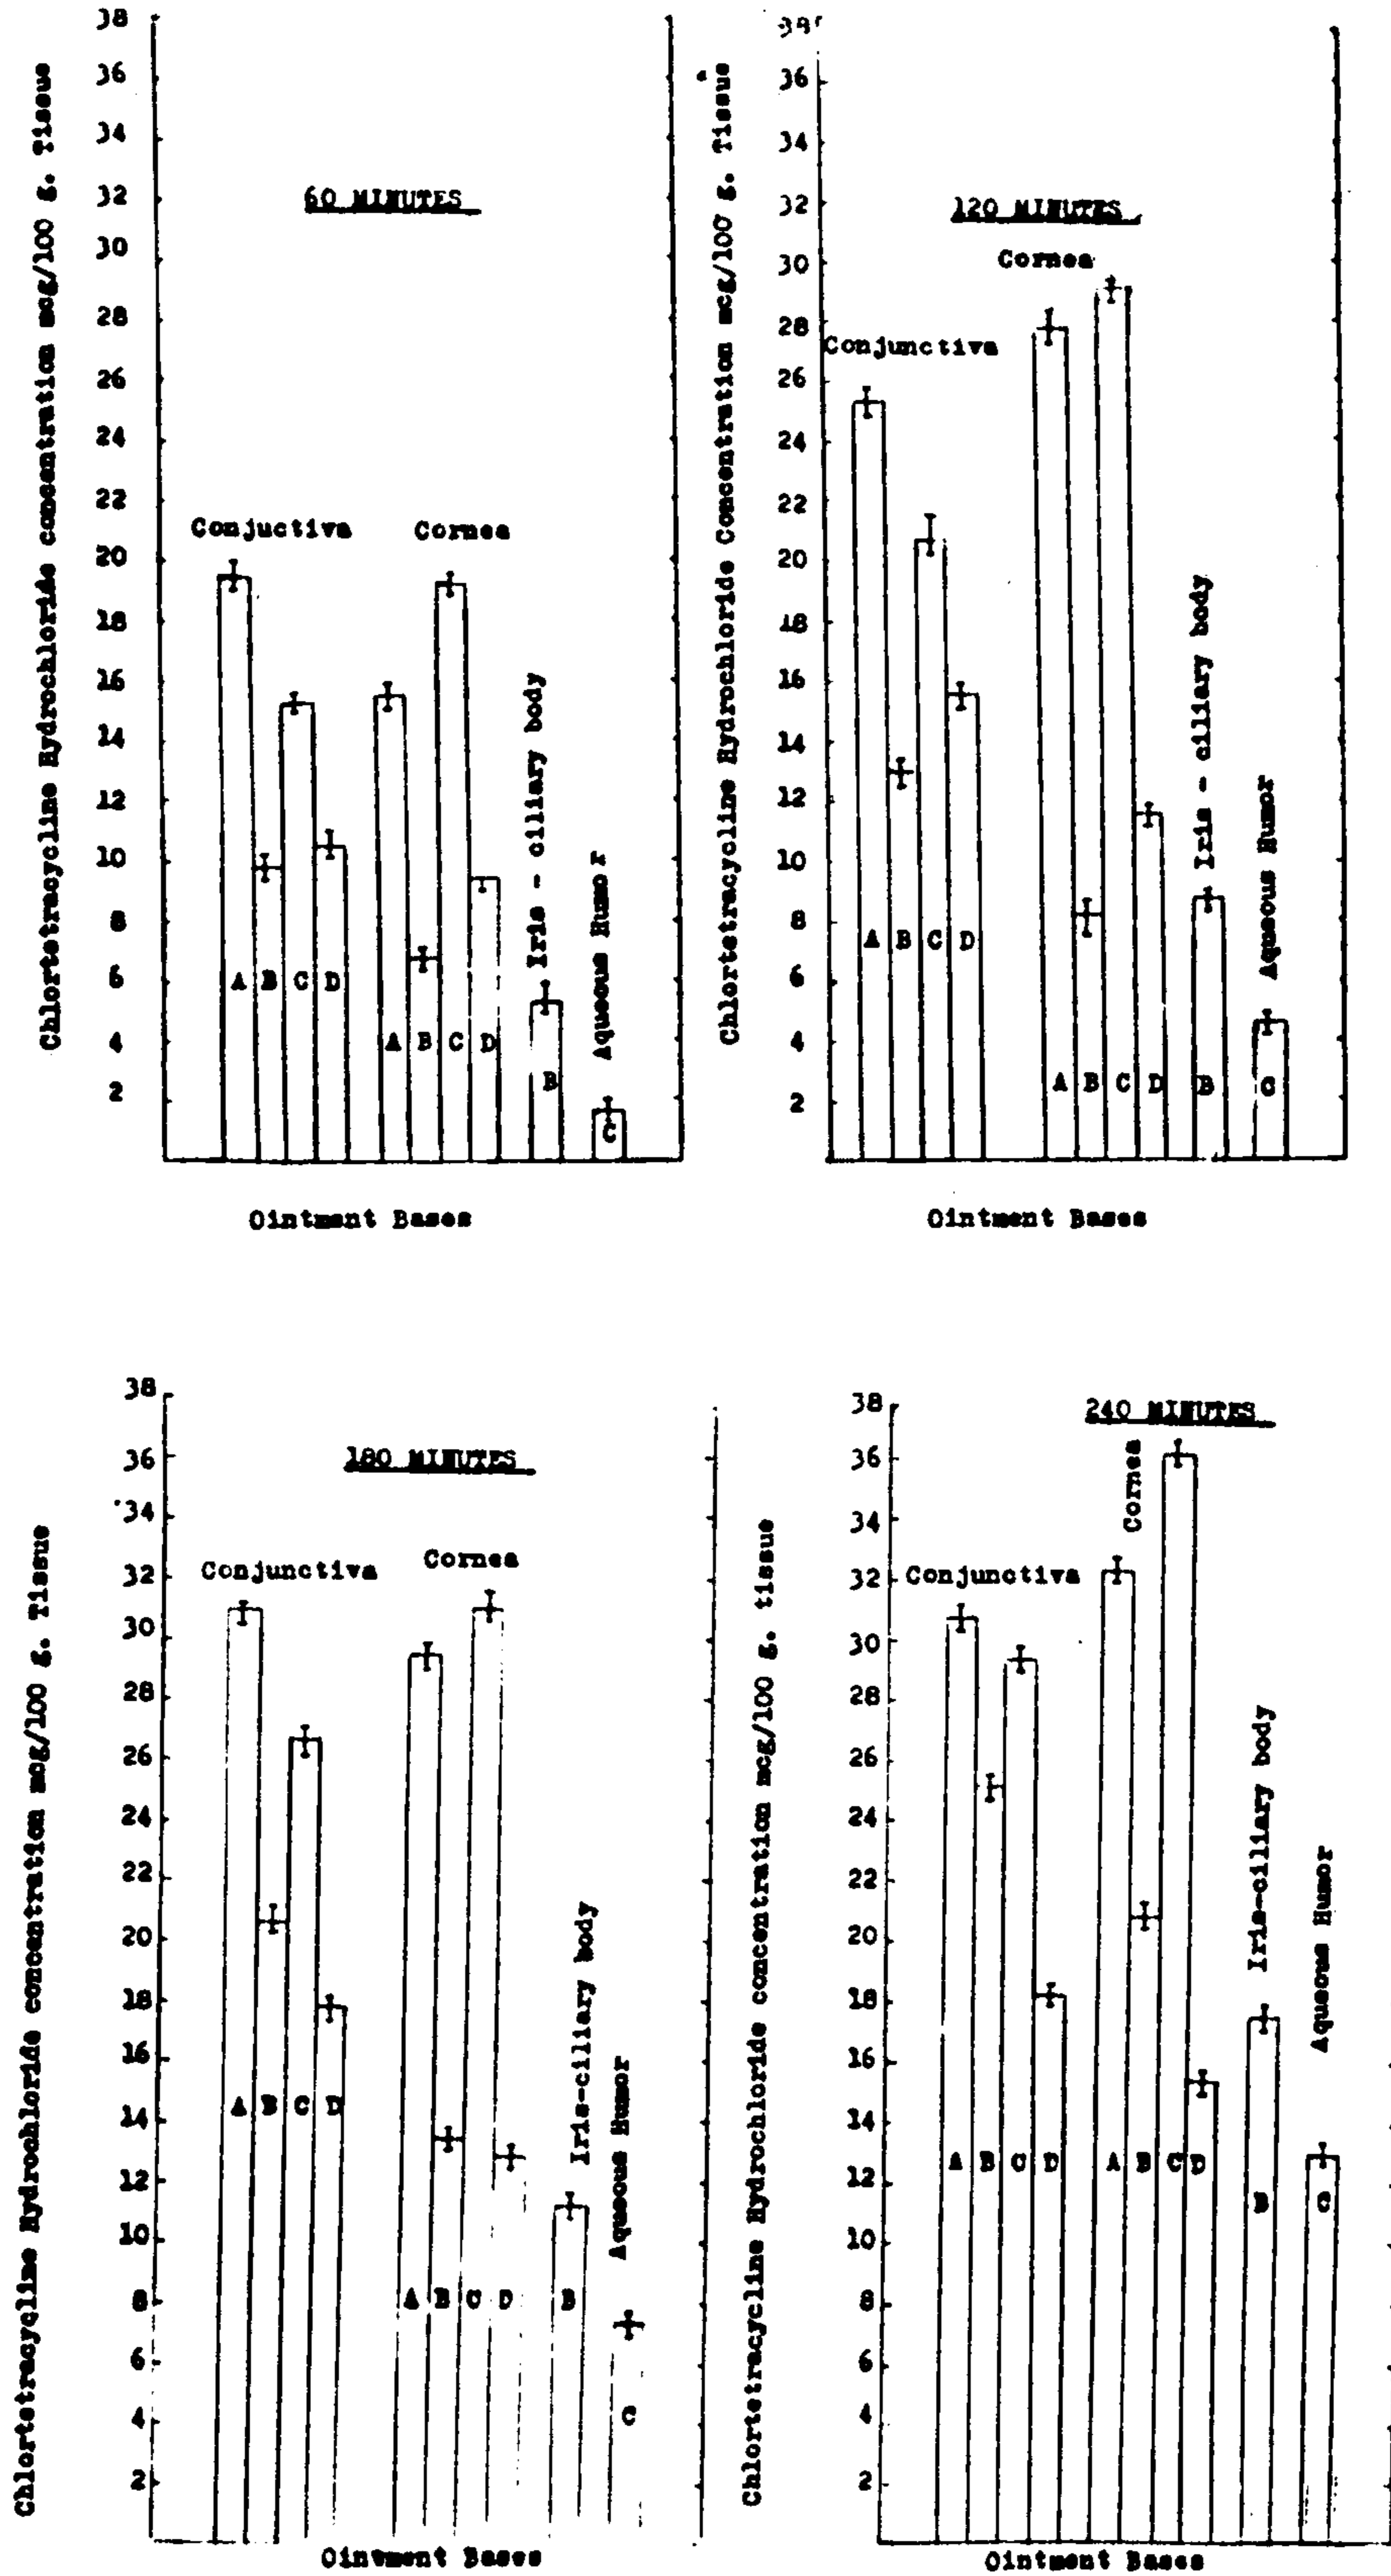 Chlortetracycline Hydrochloride concentration mcg/100 g. Tissue
38
36
34
32
30
28
26
24
22
20
18
16
14
12
10
8
6
4
2
60 MINUTES
Conjuctiva
Cornea
Iris - ciliary body
Aqueous Humor
A B C D
A B C D
B
C
Ointment Bases
Chlortetracycline Hydrochloride Concentration mcg/100 g. Tissue
36
34
32
30
28
26
24
22
20
18
16
14
12
10
8
6
4
2
120 MINUTES
Cornea
Conjunctiva
Iris - ciliary body
Aqueous Humor
A B C D
A B C D
B
C
Ointment Bases
Chlortetracycline Hydrochloride concentration mcg/100 g. Tissue
38
36
34
32
30
28
26
24
22
20
18
16
14
12
10
8
6
4
2
180 MINUTES
Conjunctiva
Cornea
Iris-ciliary body
Aqueous Humor
A B C D
A B C D
B
C
Ointment Bases
Chlortetracycline Hydrochloride concentration mcg/100 g. tissue
38
36
34
32
30
28
26
24
22
20
18
16
14
12
10
8
6
4
2
240 MINUTES
Cornea
Conjunctiva
Iris-ciliary body
Aqueous Humor
A B C D
A B C D
B
C
Ointment Bases